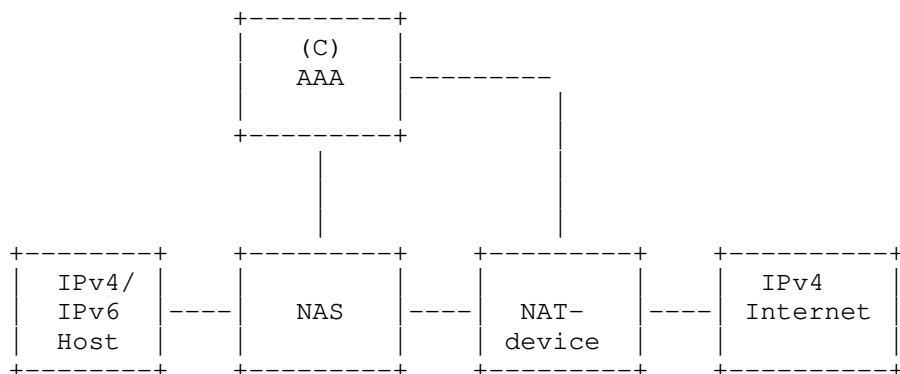 (C)
AAA
IPv4/
IPv6
Host
NAS
NAT-
device
IPv4
Internet